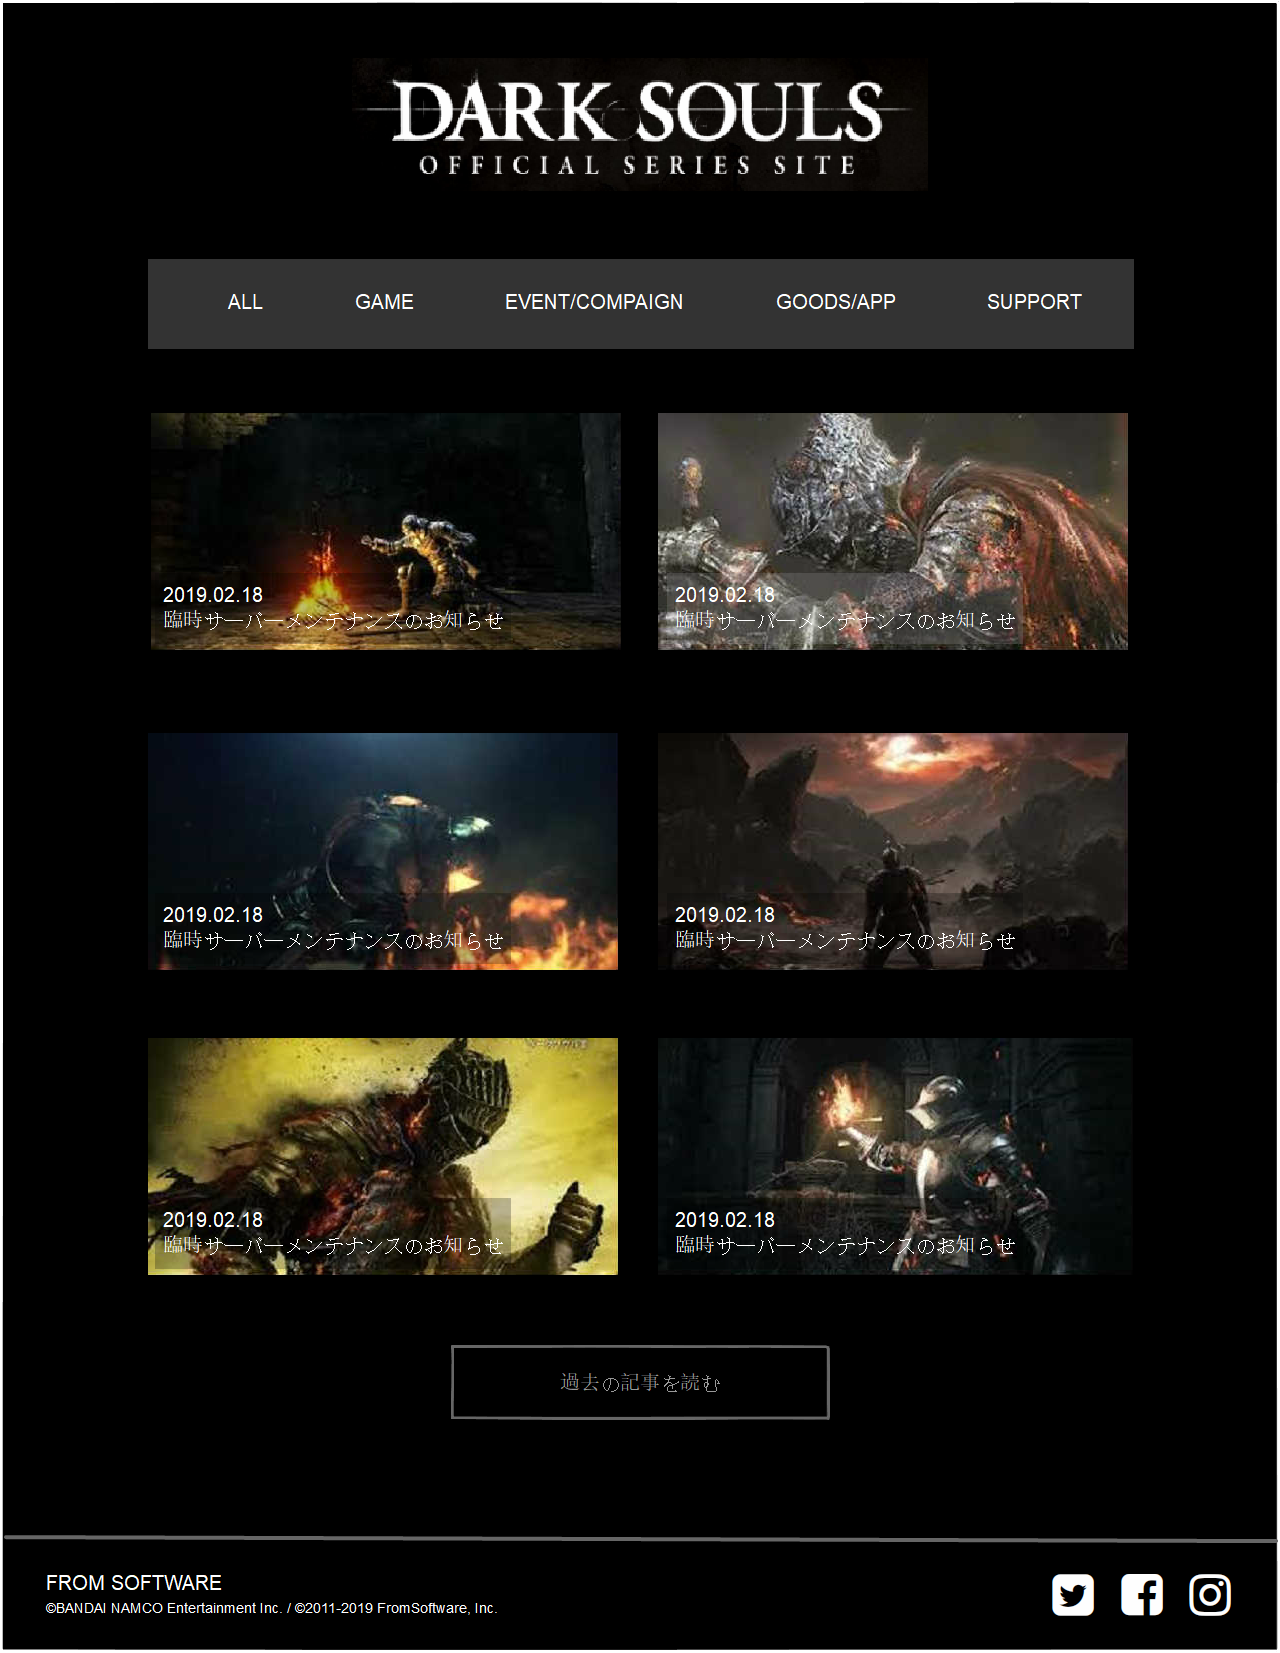 DARK SOULS
OFFICIAL SERIES SITE
ALL GAME EVENT/COMPAIGN GOODS/APP SUPPORT
2019.02.18
臨時サーバーメンテナンスのお知らせ
2019.02.18
臨時サーバーメンテナンスのお知らせ
2019.02.18
臨時サーバーメンテナンスのお知らせ
2019.02.18
臨時サーバーメンテナンスのお知らせ
2019.02.18
臨時サーバーメンテナンスのお知らせ
2019.02.18
臨時サーバーメンテナンスのお知らせ
過去の記事を読む
FROM SOFTWARE
©BANDAI NAMCO Entertainment Inc. / ©2011-2019 FromSoftware, Inc.